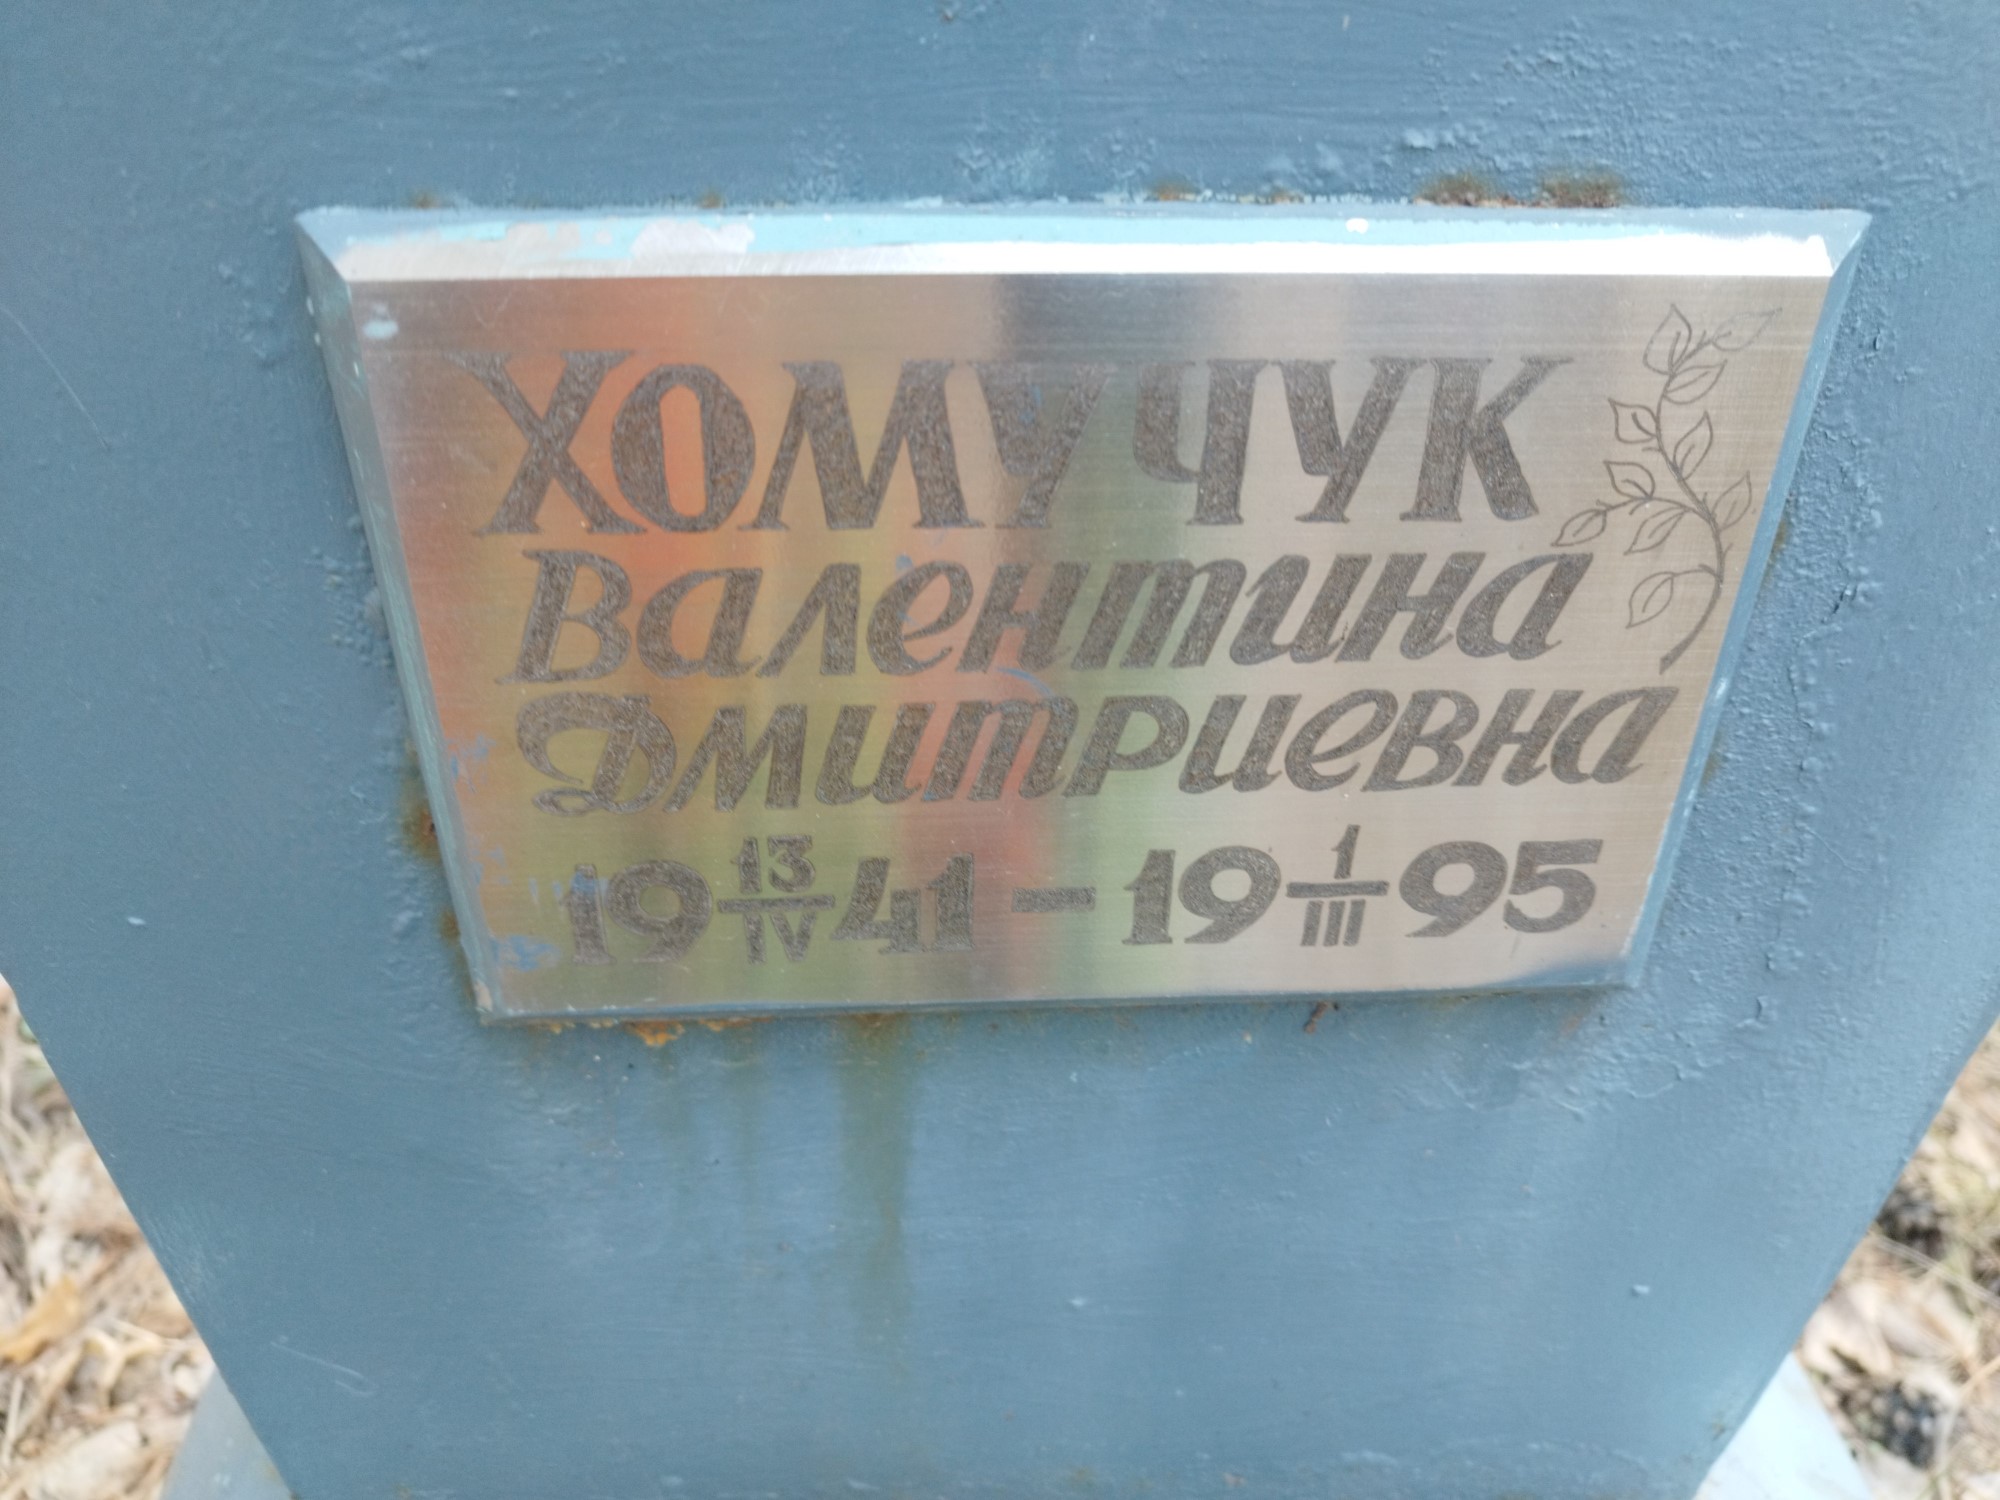 ХОМУЧУК
Валентина
Дмитриевна
19 13/IV 41 – 19 1/III 95